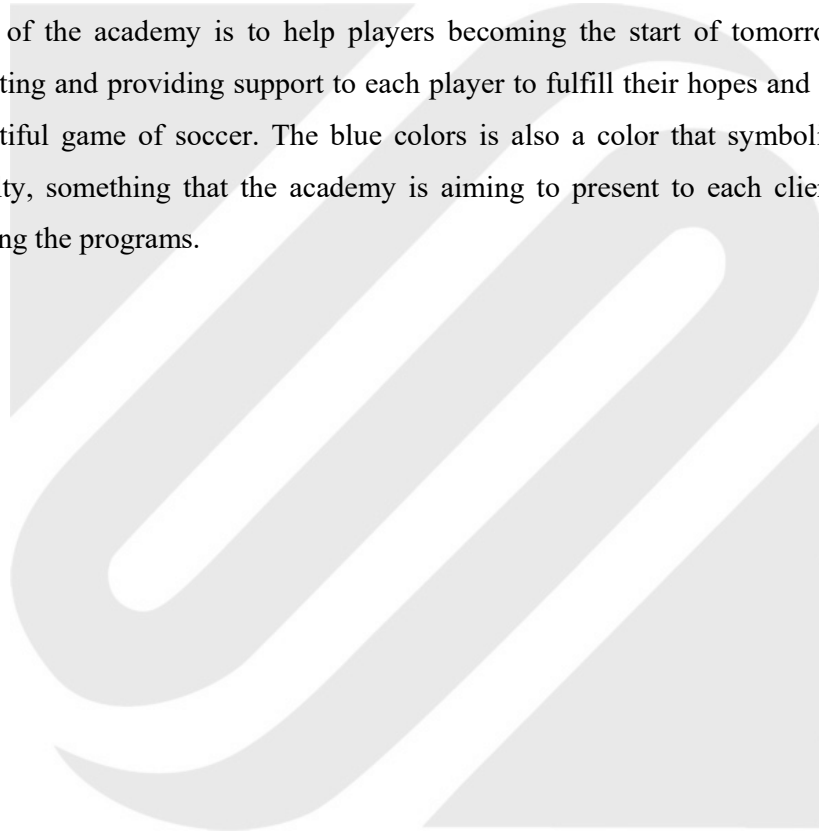 of the academy is to help players becoming the start of tomorro
ting and providing support to each player to fulfill their hopes and
tiful game of soccer. The blue colors is also a color that symboli
ty, something that the academy is aiming to present to each clien
ng the programs.